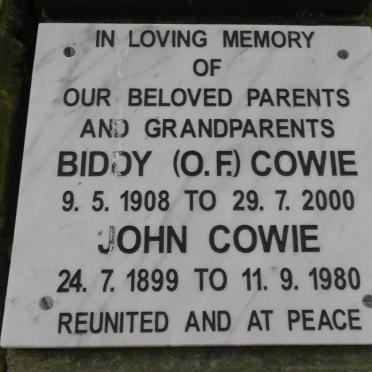 IN LOVING MEMORY
OF
OUR BELOVED PARENTS
AND GRANDPARENTS
BIDDY (O.F.) COWIE
9. 5. 1908 TO 29. 7. 2000
JOHN COWIE
24. 7. 1899 TO 11. 9. 1980
REUNITED AND AT PEACE